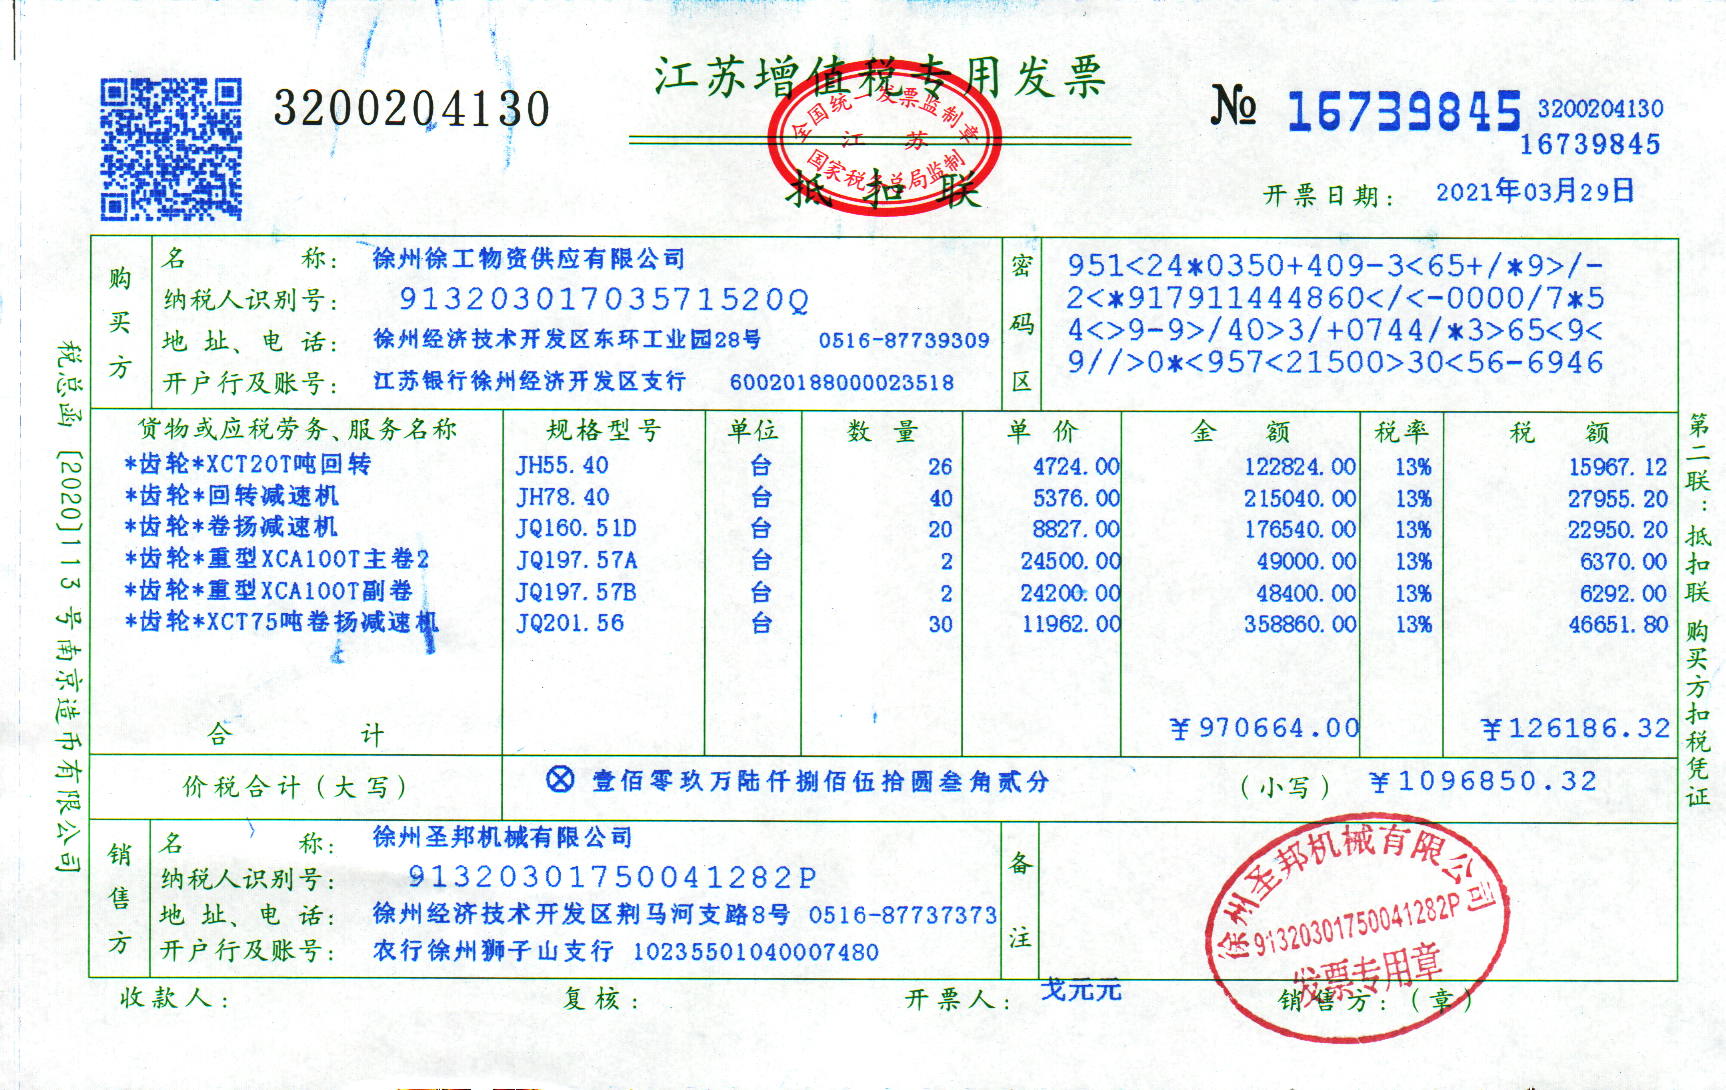 江苏增值税专用发票
3200204130
№ 16739845
3200204130
16739845
全国统一发票监制章
江 苏
国家税务总局监制
抵扣联
开票日期: 2021年03月29日
购买方
名 称: 徐州徐工物资供应有限公司
纳税人识别号: 91320301703571520Q
地 址、电 话: 徐州经济技术开发区东环工业园28号 0516-87739309
开户行及账号: 江苏银行徐州经济开发区支行 60020188000023518
密码区
951<24*0350+409-3<65+/*9>/-
2<*917911444860</<-0000/7*5
4<>9-9>/40>3/+0744/*3>65<9<
9//>0*<957<21500>30<56-6946
货物或应税劳务、服务名称 规格型号 单位 数 量 单 价 金 额 税率 税 额
*齿轮*XCT20T吨回转 JH55.40 台 26 4724.00 122824.00 13% 15967.12
*齿轮*回转减速机 JH78.40 台 40 5376.00 215040.00 13% 27955.20
*齿轮*卷扬减速机 JQ160.51D 台 20 8827.00 176540.00 13% 22950.20
*齿轮*重型XCA100T主卷2 JQ197.57A 台 2 24500.00 49000.00 13% 6370.00
*齿轮*重型XCA100T副卷 JQ197.57B 台 2 24200.00 48400.00 13% 6292.00
*齿轮*XCT75吨卷扬减速机 JQ201.56 台 30 11962.00 358860.00 13% 46651.80
合 计 ¥970664.00 ¥126186.32
价税合计(大写) ⊗ 壹佰零玖万陆仟捌佰伍拾圆叁角贰分 (小写) ¥1096850.32
销售方
名 称: 徐州圣邦机械有限公司
纳税人识别号: 91320301750041282P
地 址、电 话: 徐州经济技术开发区荆马河支路8号 0516-87737373
开户行及账号: 农行徐州狮子山支行 10235501040007480
备注
徐州圣邦机械有限公司
91320301750041282P
发票专用章
收款人: 复核: 开票人: 戈元元 销售方:(章)
税总函[2020]113号南京造币有限公司
第二联:抵扣联 购买方扣税凭证